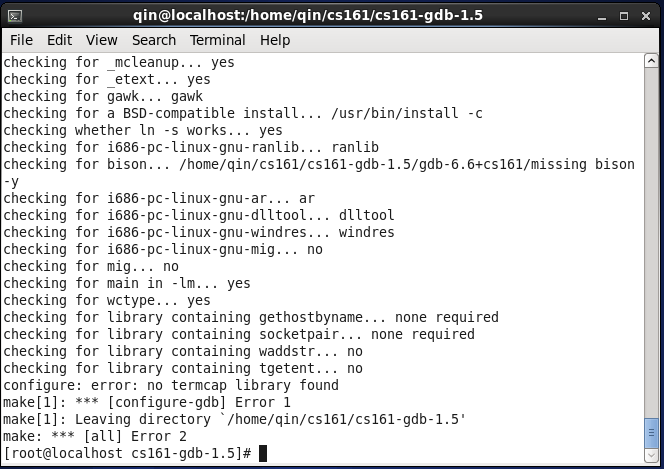 qin@localhost:/home/qin/cs161/cs161-gdb-1.5
File Edit View Search Terminal Help
checking for _mcleanup... yes
checking for _etext... yes
checking for gawk... gawk
checking for a BSD-compatible install... /usr/bin/install -c
checking whether ln -s works... yes
checking for i686-pc-linux-gnu-ranlib... ranlib
checking for bison... /home/qin/cs161/cs161-gdb-1.5/gdb-6.6+cs161/missing bison
-y
checking for i686-pc-linux-gnu-ar... ar
checking for i686-pc-linux-gnu-dlltool... dlltool
checking for i686-pc-linux-gnu-windres... windres
checking for i686-pc-linux-gnu-mig... no
checking for mig... no
checking for main in -lm... yes
checking for wctype... yes
checking for library containing gethostbyname... none required
checking for library containing socketpair... none required
checking for library containing waddstr... no
checking for library containing tgetent... no
configure: error: no termcap library found
make[1]: *** [configure-gdb] Error 1
make[1]: Leaving directory `/home/qin/cs161/cs161-gdb-1.5'
make: *** [all] Error 2
[root@localhost cs161-gdb-1.5]#